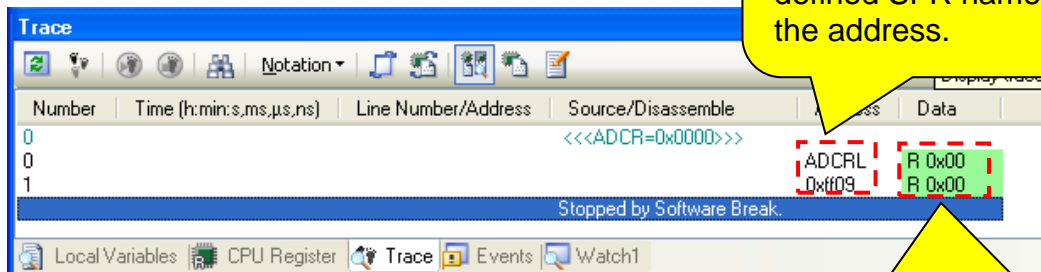 defined SFR name
the address.
Trace
Notation
Number Time (h:min:s,ms,µs,ns) Line Number/Address Source/Disassemble Data
0 <<<ADCR=0x0000>>>
0 ADCRL R 0x00
1 0xff09 R 0x00
Stopped by Software Break.
Local Variables CPU Register Trace Events Watch1